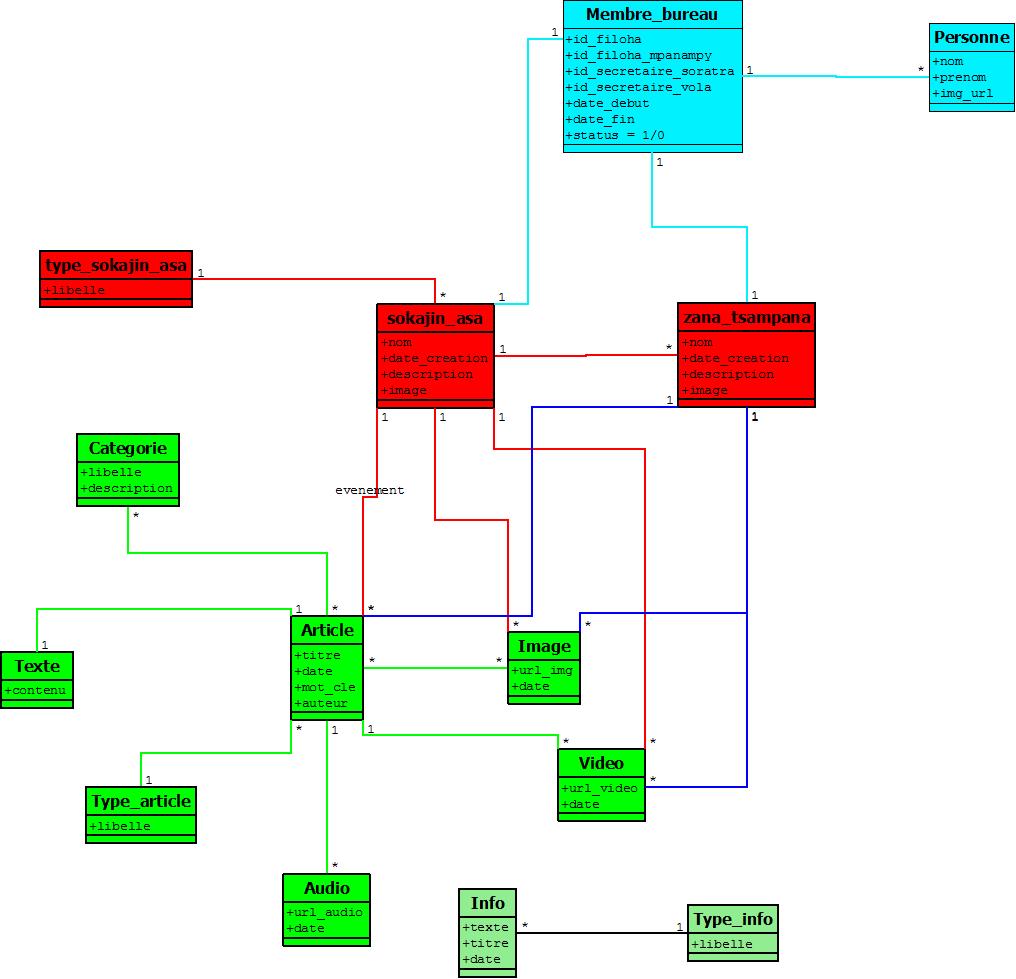 Membre_bureau
+id_filoha
+id_filoha_mpanampy
+id_secretaire_soratra
+id_secretaire_vola
+date_debut
+date_fin
+status = 1/0
1
1
*
1
Personne
+nom
+prenom
+img_url
type_sokajin_asa
+libelle
1
*
1
1
sokajin_asa
+nom
+date_creation
+description
+image
1
*
zana_tsampana
+nom
+date_creation
+description
+image
1
1
1
1
1
1
evenement
Categorie
+libelle
+description
*
1
*
*
Article
+titre
+date
+mot_cle
+auteur
1
Texte
+contenu
*
*
*
*
Image
+url_img
+date
*
1
1
*
*
*
Video
+url_video
+date
1
Type_article
+libelle
*
Audio
+url_audio
+date
Info
+texte
+titre
+date
*
1
Type_info
+libelle